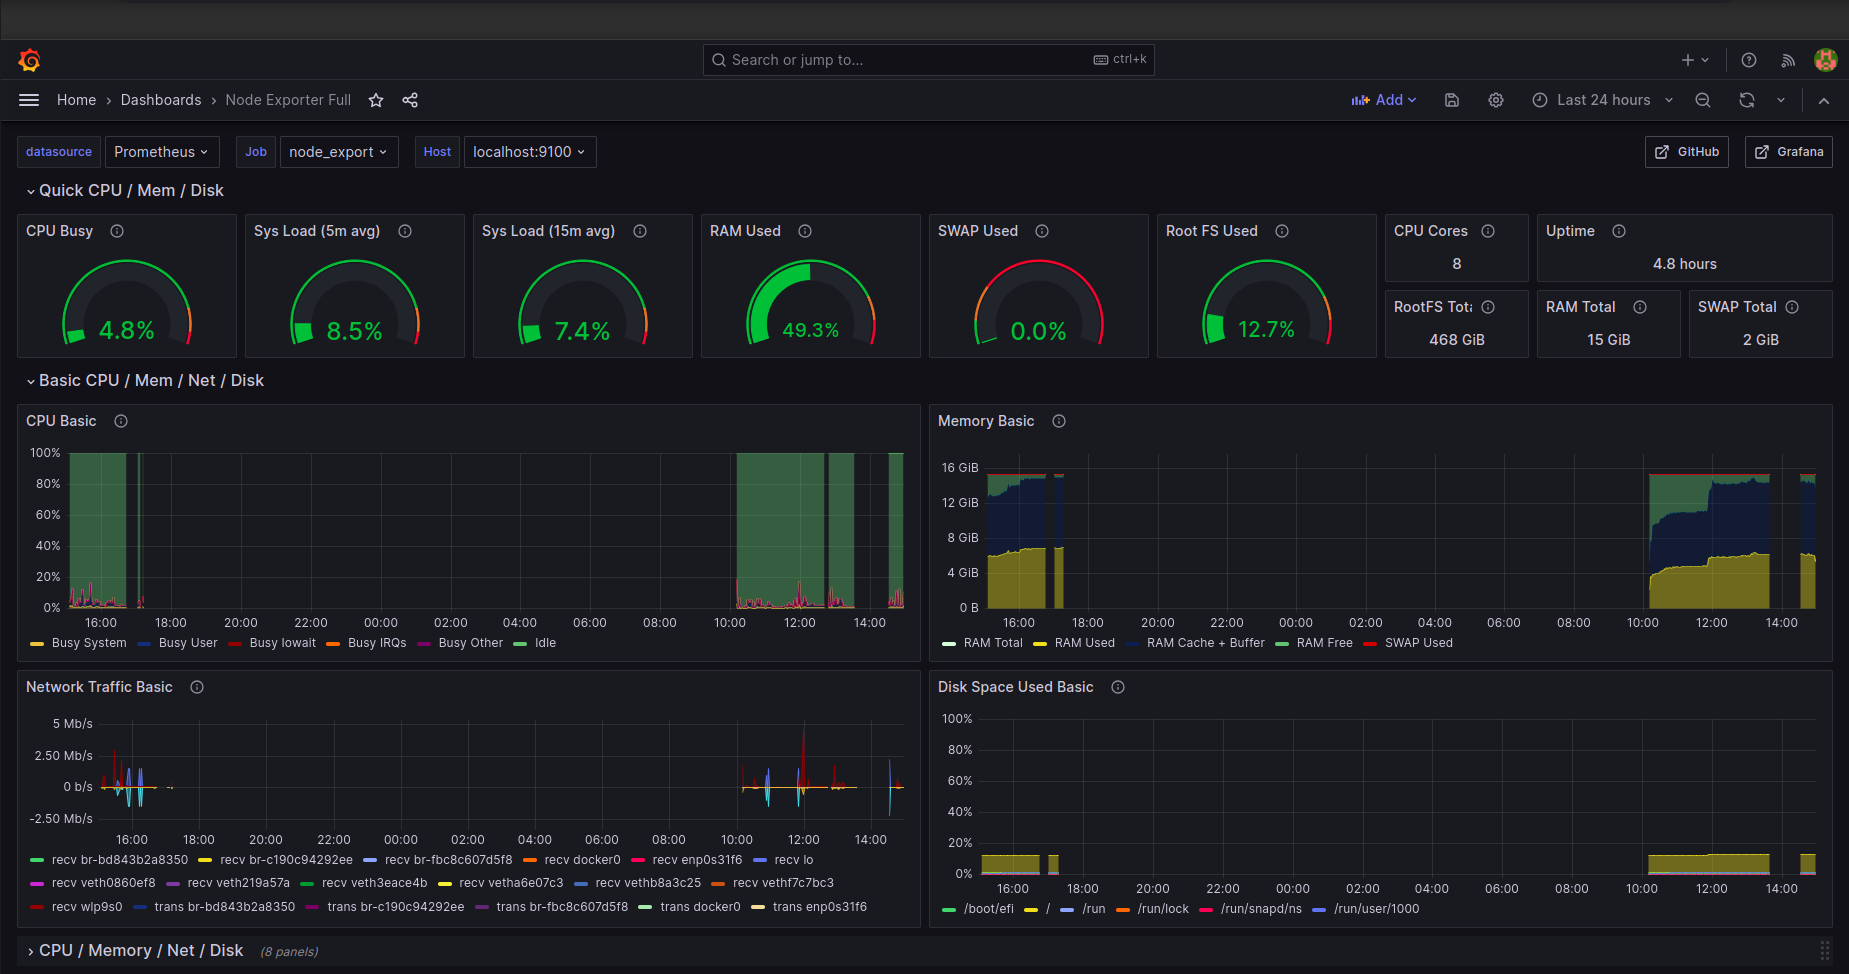 Search or jump to... ctrl+k
Home › Dashboards › Node Exporter Full Add Last 24 hours
datasource Prometheus Job node_export Host localhost:9100 GitHub Grafana
Quick CPU / Mem / Disk
CPU Busy Sys Load (5m avg) Sys Load (15m avg) RAM Used SWAP Used Root FS Used CPU Cores Uptime
8 4.8 hours
RootFS Tota RAM Total SWAP Total
4.8% 8.5% 7.4% 49.3% 0.0% 12.7%
468 GiB 15 GiB 2 GiB
Basic CPU / Mem / Net / Disk
CPU Basic
100%
80%
60%
40%
20%
0%
16:00 18:00 20:00 22:00 00:00 02:00 04:00 06:00 08:00 10:00 12:00 14:00
Busy System Busy User Busy Iowait Busy IRQs Busy Other Idle
Memory Basic
16 GiB
12 GiB
8 GiB
4 GiB
0 B
16:00 18:00 20:00 22:00 00:00 02:00 04:00 06:00 08:00 10:00 12:00 14:00
RAM Total RAM Used RAM Cache + Buffer RAM Free SWAP Used
Network Traffic Basic
5 Mb/s
2.50 Mb/s
0 b/s
-2.50 Mb/s
16:00 18:00 20:00 22:00 00:00 02:00 04:00 06:00 08:00 10:00 12:00 14:00
recv br-bd843b2a8350 recv br-c190c94292ee recv br-fbc8c607d5f8 recv docker0 recv enp0s31f6 recv lo
recv veth0860ef8 recv veth219a57a recv veth3eace4b recv vetha6e07c3 recv vethb8a3c25 recv vethf7c7bc3
recv wlp9s0 trans br-bd843b2a8350 trans br-c190c94292ee trans br-fbc8c607d5f8 trans docker0 trans enp0s31f6
Disk Space Used Basic
100%
80%
60%
40%
20%
0%
16:00 18:00 20:00 22:00 00:00 02:00 04:00 06:00 08:00 10:00 12:00 14:00
/boot/efi / /run /run/lock /run/snapd/ns /run/user/1000
CPU / Memory / Net / Disk (8 panels)